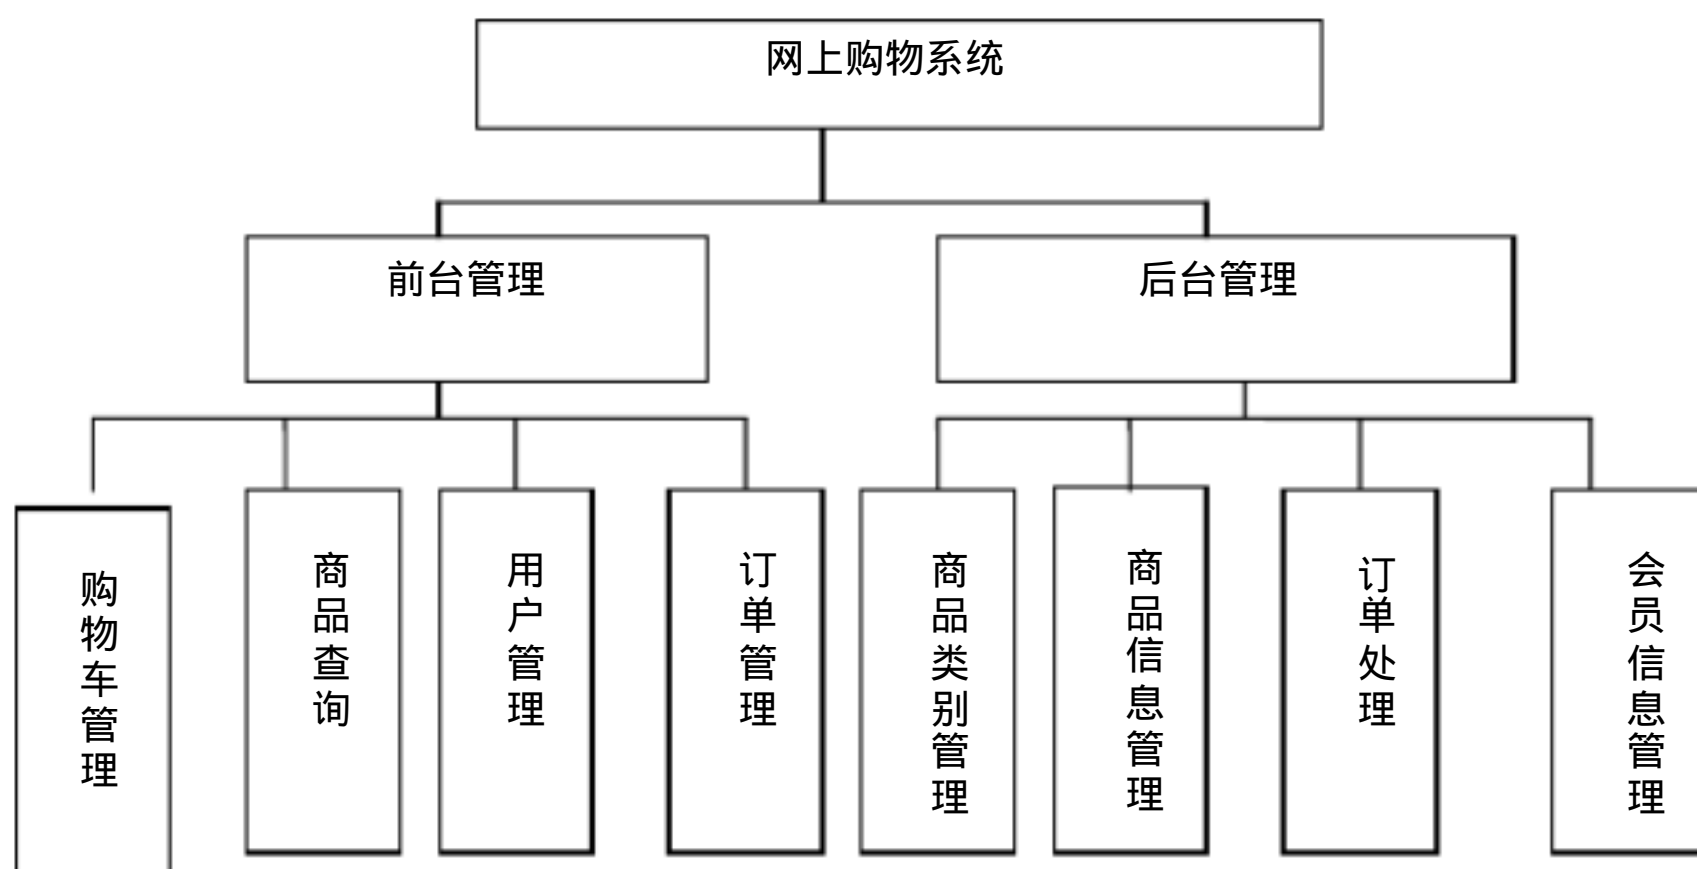 网上购物系统
前台管理
后台管理
购物车管理
商品查询
用户管理
订单管理
商品类别管理
商品信息管理
订单处理
会员信息管理